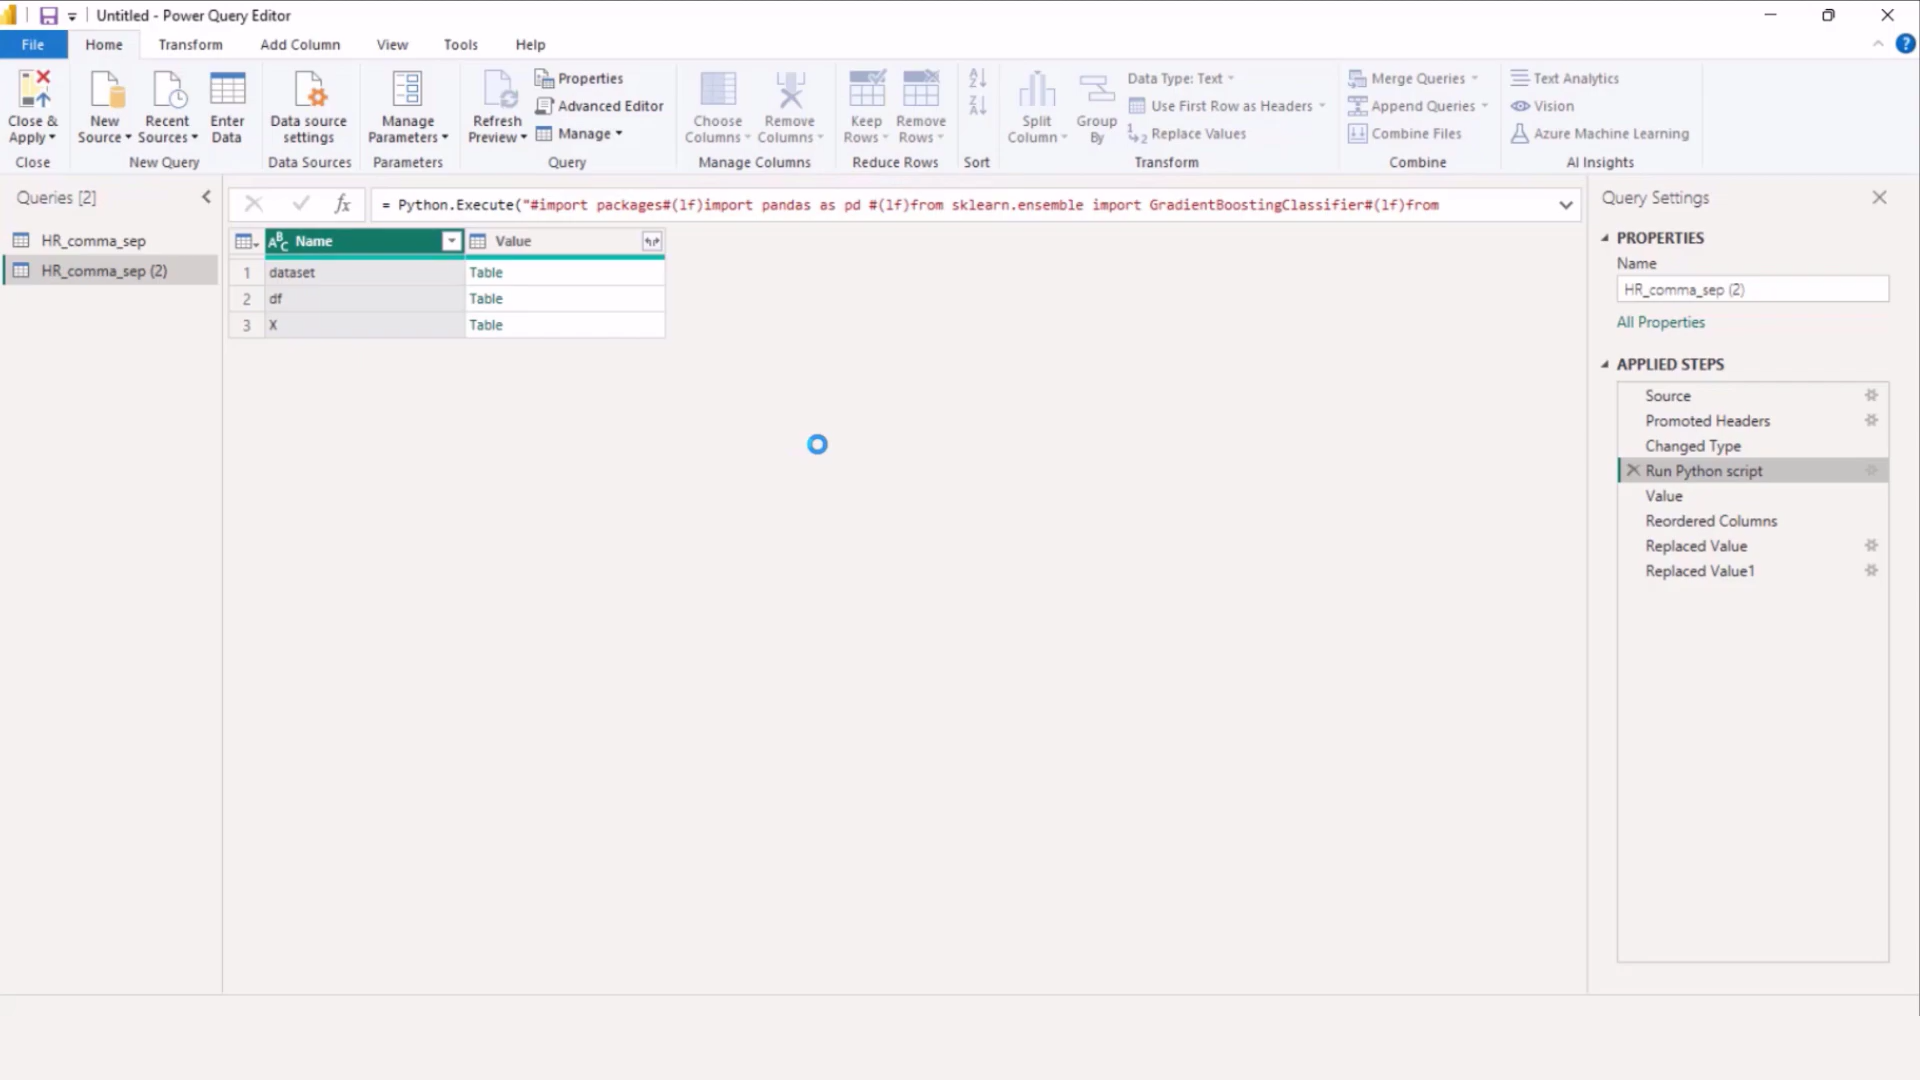 Untitled - Power Query Editor
File Home Transform Add Column View Tools Help
Close & Apply
Close
New Source
Recent Sources
Enter Data
New Query
Data source settings
Data Sources
Manage Parameters
Parameters
Refresh Preview
Properties
Advanced Editor
Manage
Query
Choose Columns
Remove Columns
Manage Columns
Keep Rows
Remove Rows
Reduce Rows
Sort
Split Column
Group By
Data Type: Text
Use First Row as Headers
Replace Values
Transform
Merge Queries
Append Queries
Combine Files
Combine
Text Analytics
Vision
Azure Machine Learning
AI Insights
Queries [2]
HR_comma_sep
HR_comma_sep (2)
fx
= Python.Execute("#import packages#(lf)import pandas as pd #(lf)from sklearn.ensemble import GradientBoostingClassifier#(lf)from
ABC Name Value
1 dataset Table
2 df Table
3 X Table
Query Settings
PROPERTIES
Name
HR_comma_sep (2)
All Properties
APPLIED STEPS
Source
Promoted Headers
Changed Type
Run Python script
Value
Reordered Columns
Replaced Value
Replaced Value1